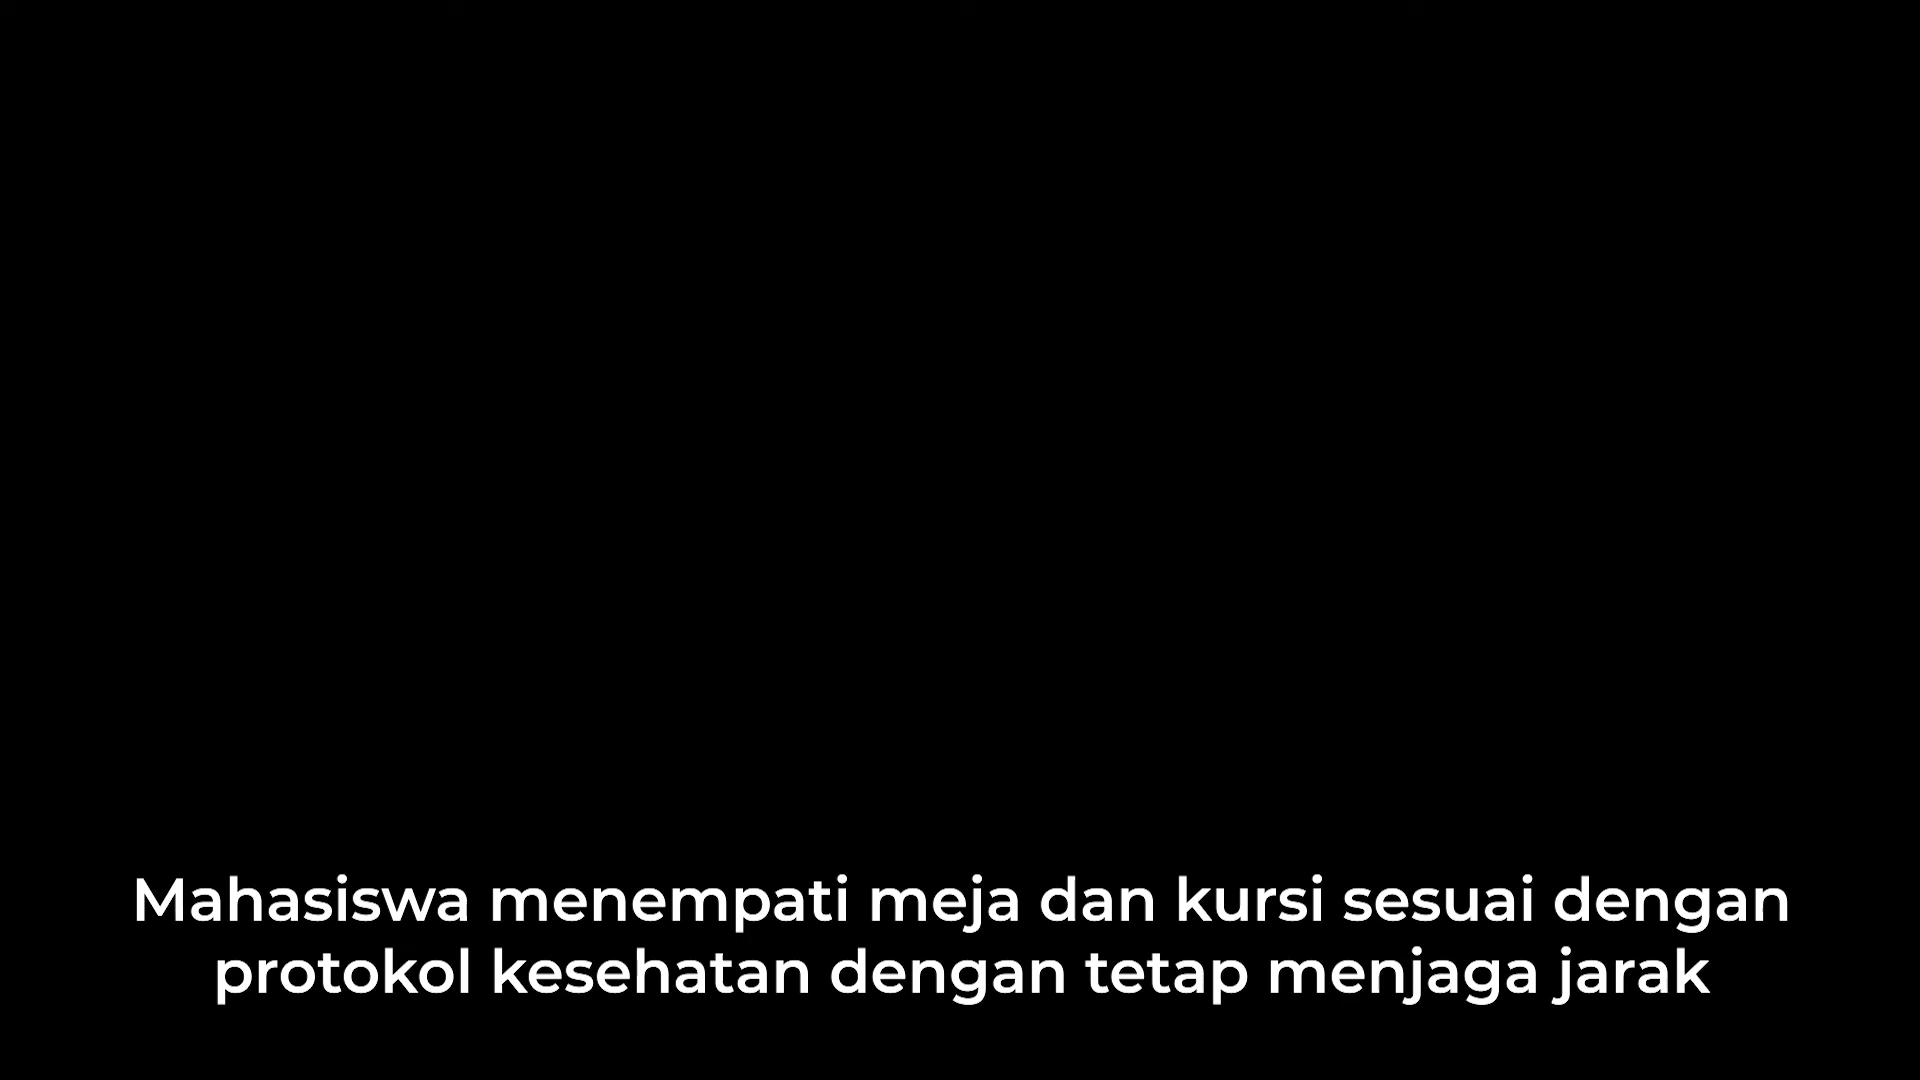 Mahasiswa menempati meja dan kursi sesuai dengan
protokol kesehatan dengan tetap menjaga jarak